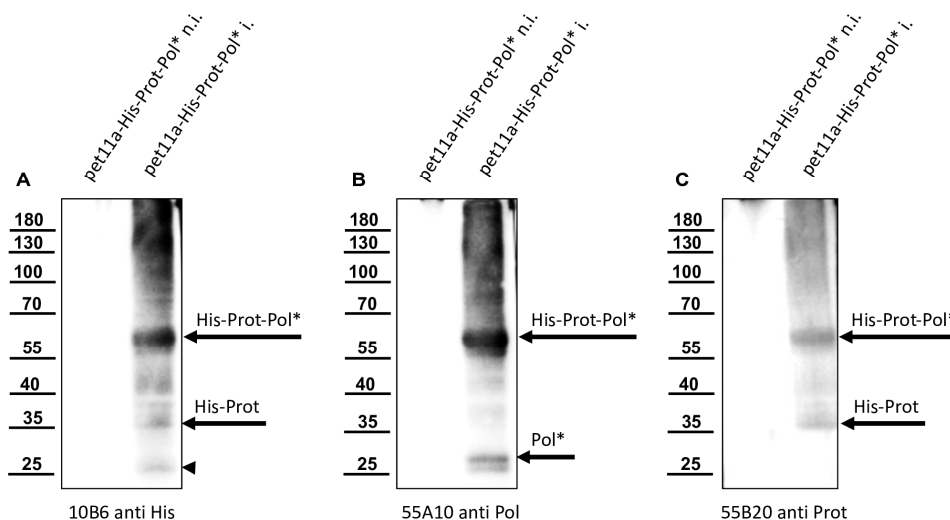 pet11a-His-Prot-Pol* n.i.
pet11a-His-Prot-Pol* i.
A
180
130
100
70
55
40
35
25
His-Prot-Pol*
His-Prot
10B6 anti His
pet11a-His-Prot-Pol* n.i.
pet11a-His-Prot-Pol* i.
B
180
130
100
70
55
40
35
25
His-Prot-Pol*
Pol*
55A10 anti Pol
pet11a-His-Prot-Pol* n.i.
pet11a-His-Prot-Pol* i.
C
180
130
100
70
55
40
35
25
His-Prot-Pol*
His-Prot
55B20 anti Prot